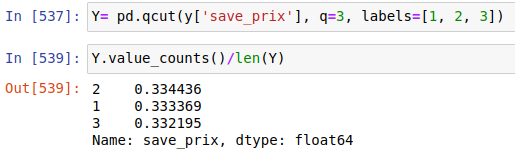 In [537]: Y= pd.qcut(y['save_prix'], q=3, labels=[1, 2, 3])
In [539]: Y.value_counts()/len(Y)
Out[539]: 2    0.334436
1    0.333369
3    0.332195
Name: save_prix, dtype: float64